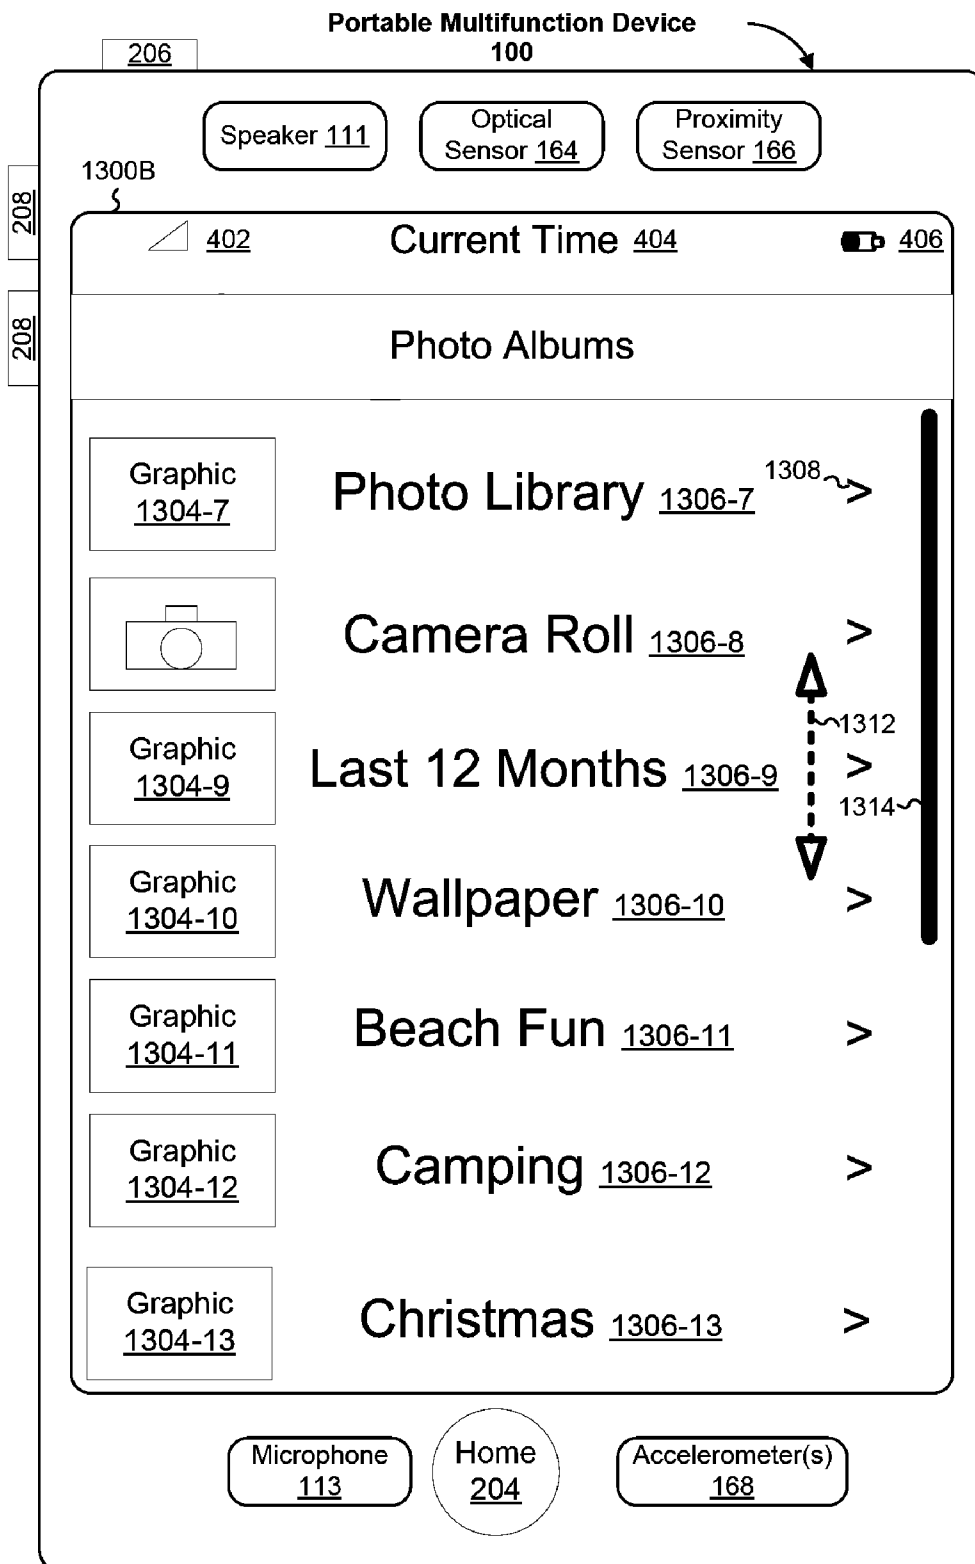 Portable Multifunction Device
100
206
Speaker 111
Optical
Sensor 164
Proximity
Sensor 166
1300B
208
208
402
Current Time 404
406
Photo Albums
Graphic
1304-7
Photo Library 1306-7
1308
>
Camera Roll 1306-8
>
1312
Graphic
1304-9
Last 12 Months 1306-9
>
1314
Graphic
1304-10
Wallpaper 1306-10
>
Graphic
1304-11
Beach Fun 1306-11
>
Graphic
1304-12
Camping 1306-12
>
Graphic
1304-13
Christmas 1306-13
>
Microphone
113
Home
204
Accelerometer(s)
168